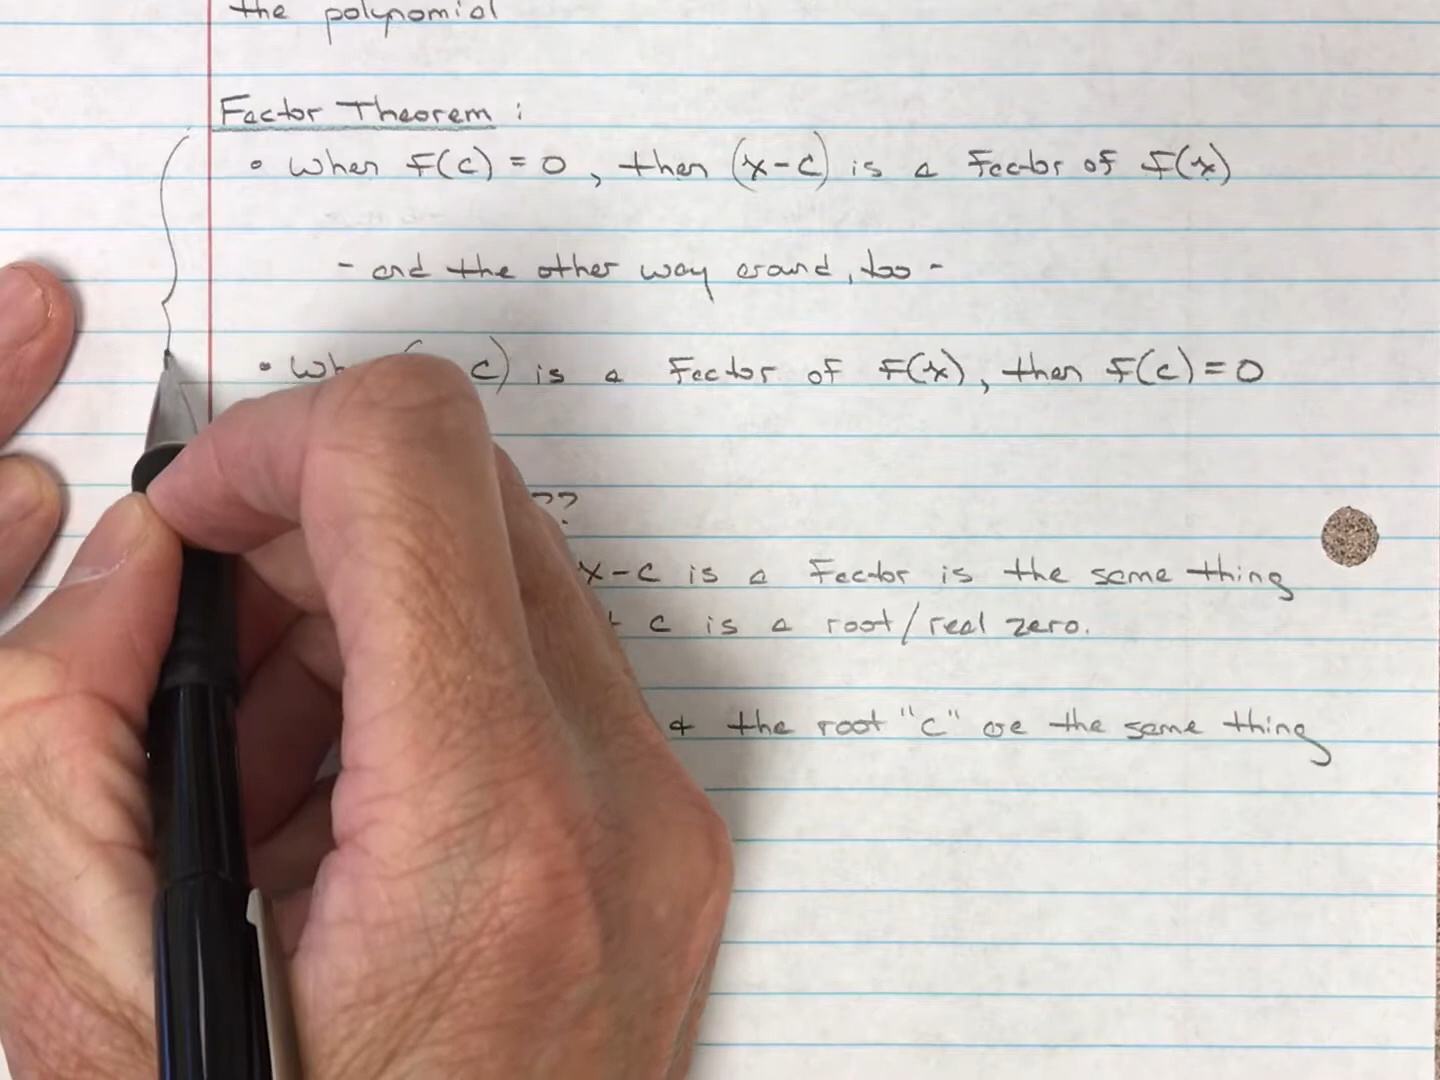 the polynomial
Factor Theorem :
• When f(c) = 0, then (x-c) is a factor of f(x)
- and the other way around, too -
• c) is a factor of f(x), then f(c) = 0
??
x-c is a factor is the same thing
c is a root/real zero.
& the root "c" are the same thing